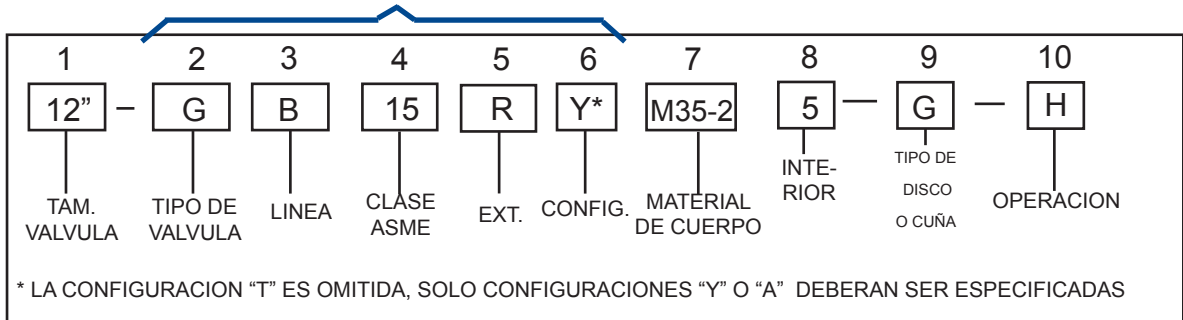 1 2 3 4 5 6 7 8 9 10
12” – G B 15 R Y* M35-2 5 — G — H
TAM.
VALVULA
TIPO DE
VALVULA
LINEA
CLASE
ASME
EXT.
CONFIG.
MATERIAL
DE CUERPO
INTE-
RIOR
TIPO DE
DISCO
O CUÑA
OPERACION
* LA CONFIGURACION “T” ES OMITIDA, SOLO CONFIGURACIONES “Y” O “A” DEBERAN SER ESPECIFICADAS